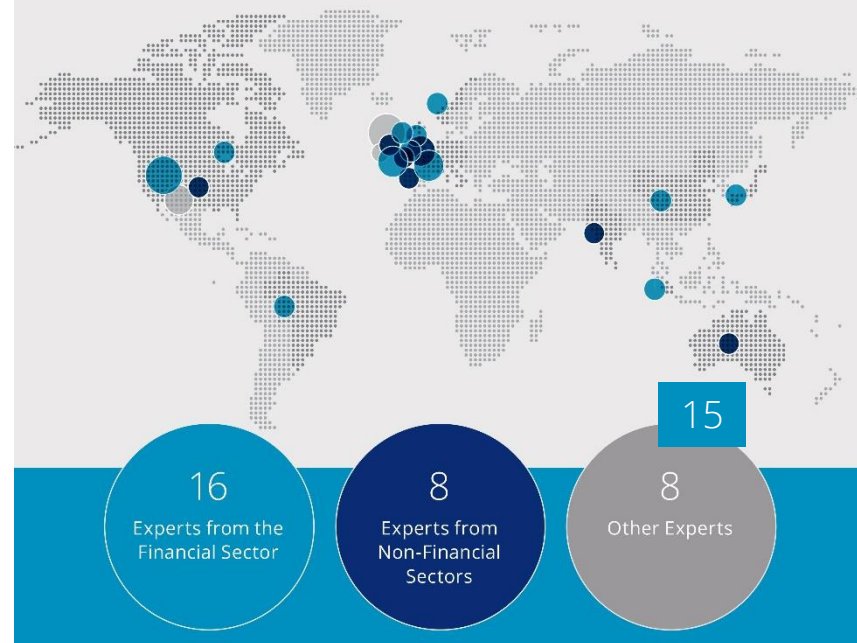 15
16
Experts from the
Financial Sector
8
Experts from
Non-Financial
Sectors
8
Other Experts